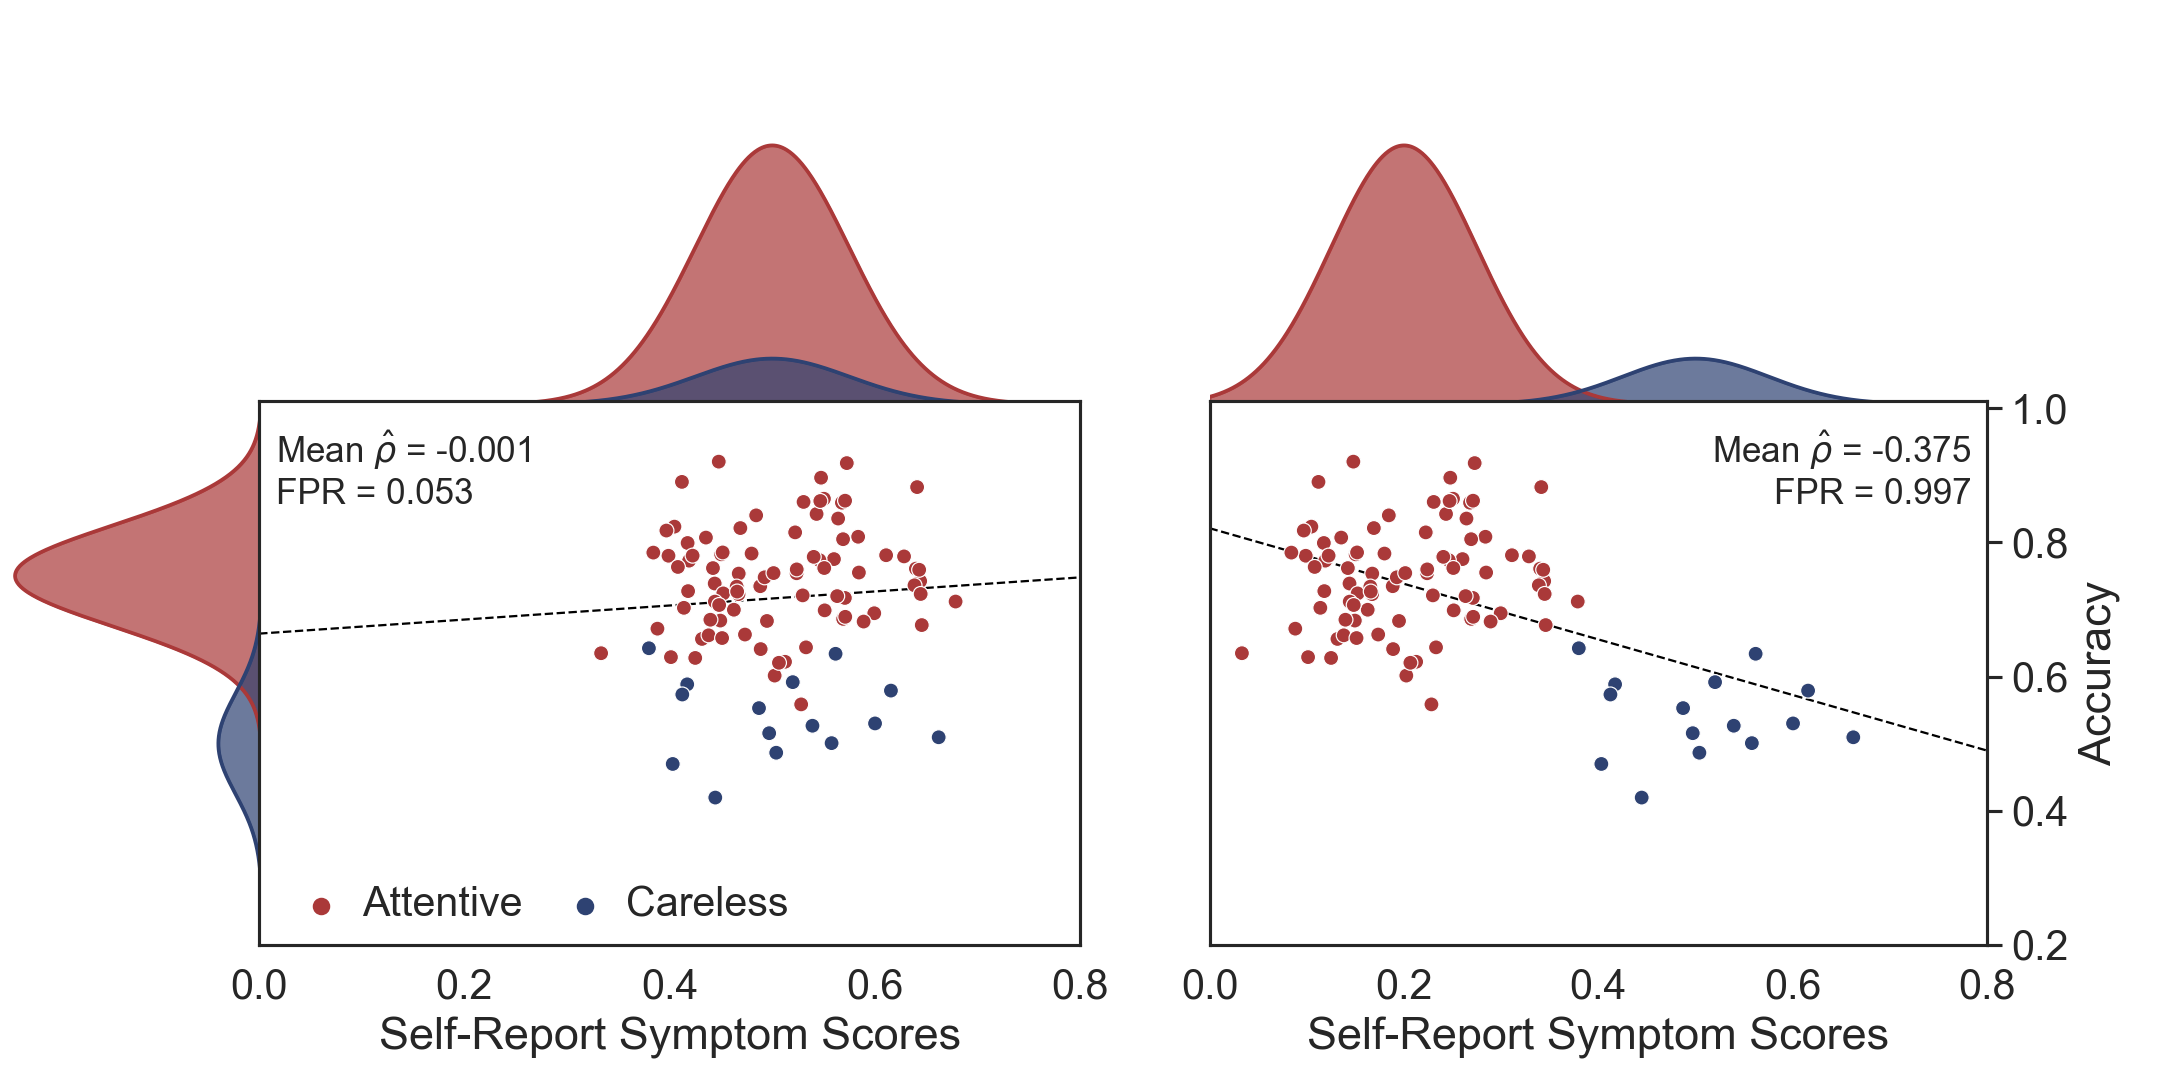 Mean ρ̂ = -0.001
FPR = 0.053
Attentive
Careless
0.0 0.2 0.4 0.6 0.8
Self-Report Symptom Scores
Mean ρ̂ = -0.375
FPR = 0.997
1.0
0.8
0.6
0.4
0.2
Accuracy
0.0 0.2 0.4 0.6 0.8
Self-Report Symptom Scores